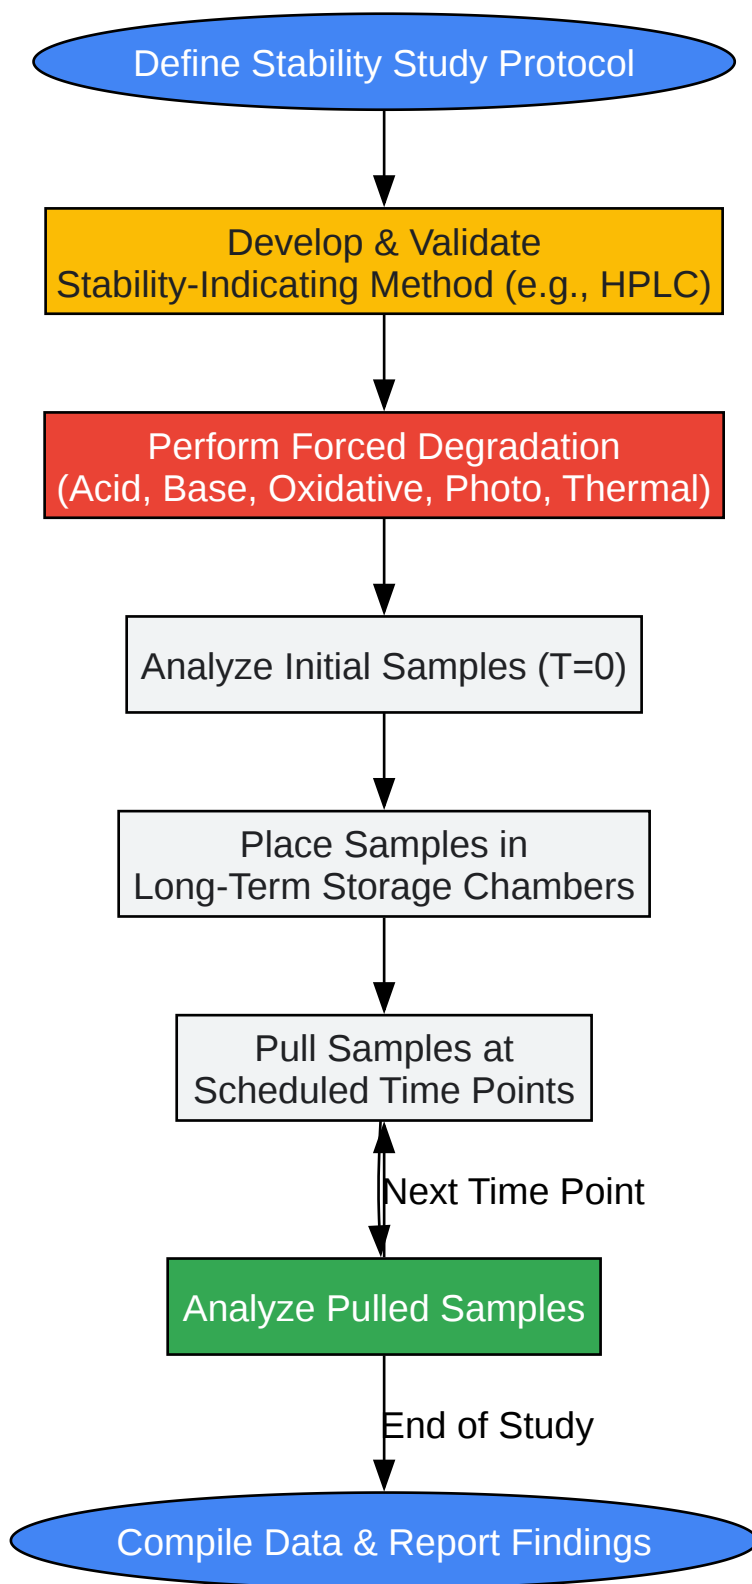 Define Stability Study Protocol
Develop & Validate
Stability-Indicating Method (e.g., HPLC)
Perform Forced Degradation
(Acid, Base, Oxidative, Photo, Thermal)
Analyze Initial Samples (T=0)
Place Samples in
Long-Term Storage Chambers
Pull Samples at
Scheduled Time Points
Next Time Point
Analyze Pulled Samples
End of Study
Compile Data & Report Findings